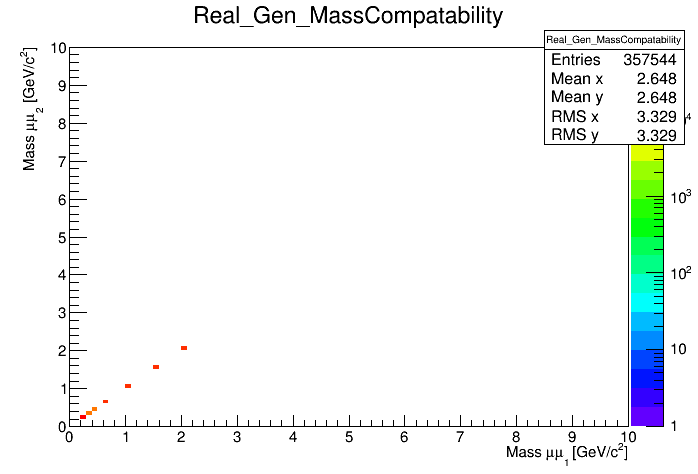 Real_Gen_MassCompatability
Real_Gen_MassCompatability
Entries 357544
Mean x 2.648
Mean y 2.648
RMS x 3.329
RMS y 3.329
Mass μμ₂ [GeV/c²]
10
9
8
7
6
5
4
3
2
1
0
0 1 2 3 4 5 6 7 8 9 10
Mass μμ₁ [GeV/c²]
10³
10²
10
1